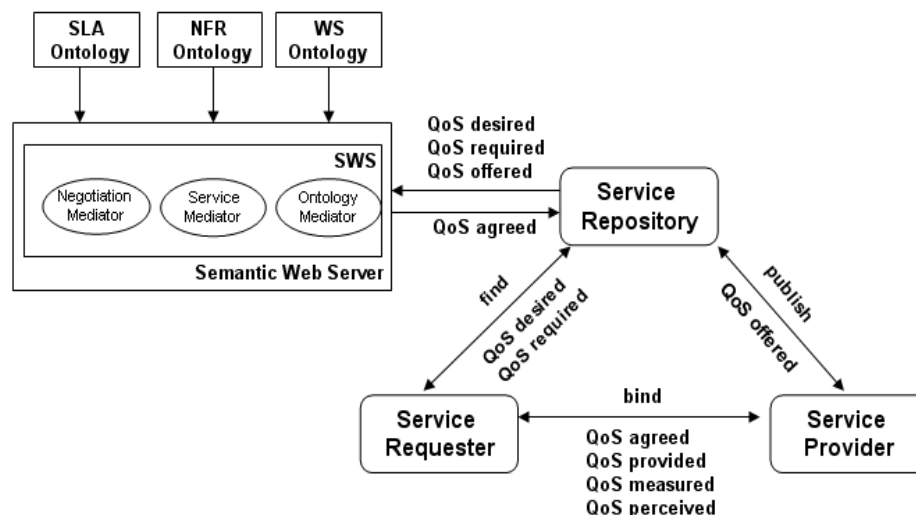 SLA
Ontology
NFR
Ontology
WS
Ontology
SWS
Negotiation
Mediator
Service
Mediator
Ontology
Mediator
Semantic Web Server
QoS desired
QoS required
QoS offered
QoS agreed
Service
Repository
find
QoS desired
QoS required
publish
QoS offered
Service
Requester
bind
QoS agreed
QoS provided
QoS measured
QoS perceived
Service
Provider